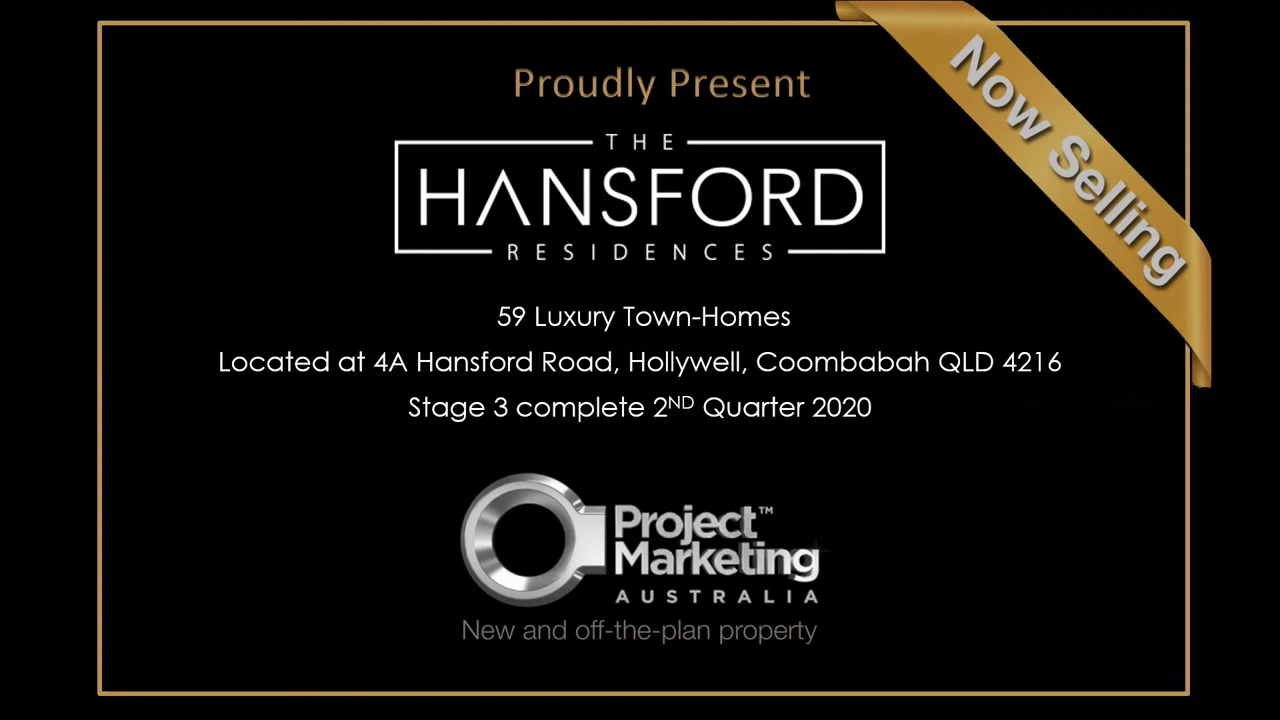 Proudly Present
Now Selling
THE
HANSFORD
RESIDENCES
59 Luxury Town-Homes
Located at 4A Hansford Road, Hollywell, Coombabah QLD 4216
Stage 3 complete 2ND Quarter 2020
Project™
Marketing
AUSTRALIA
New and off-the-plan property